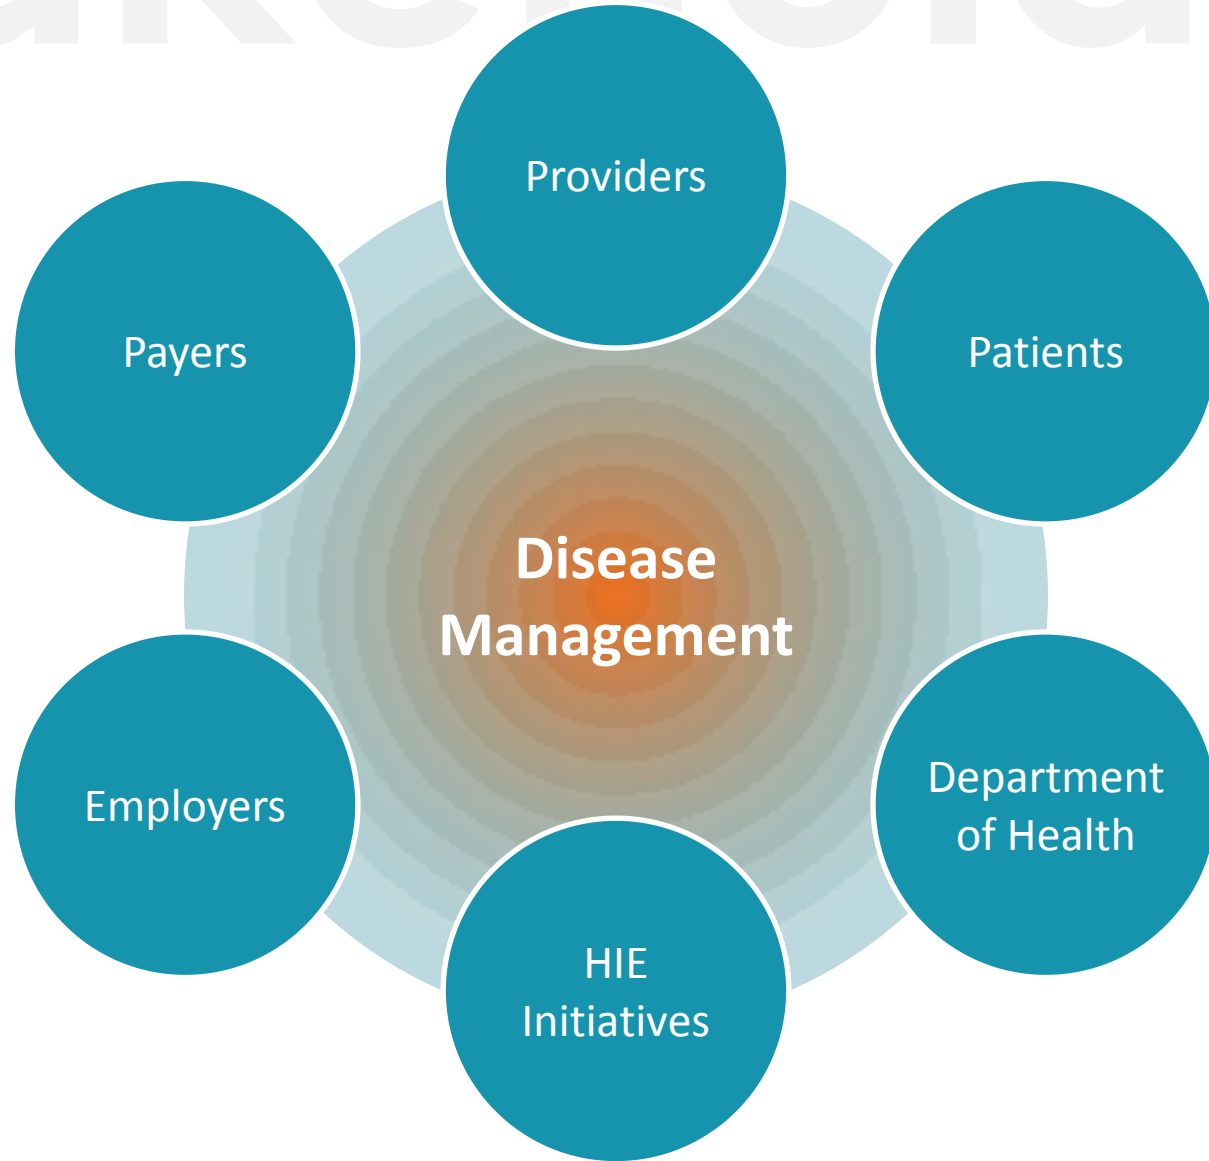 Providers
Payers
Patients
Disease
Management
Employers
Department
of Health
HIE
Initiatives